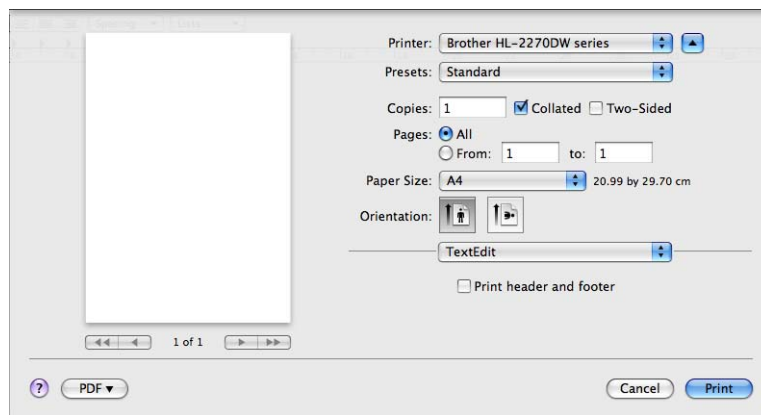 Spacing Lists
Printer: Brother HL-2270DW series
Presets: Standard
Copies: 1 Collated Two-Sided
Pages: All
From: 1 to: 1
Paper Size: A4 20.99 by 29.70 cm
Orientation:
TextEdit
Print header and footer
1 of 1
? PDF Cancel Print